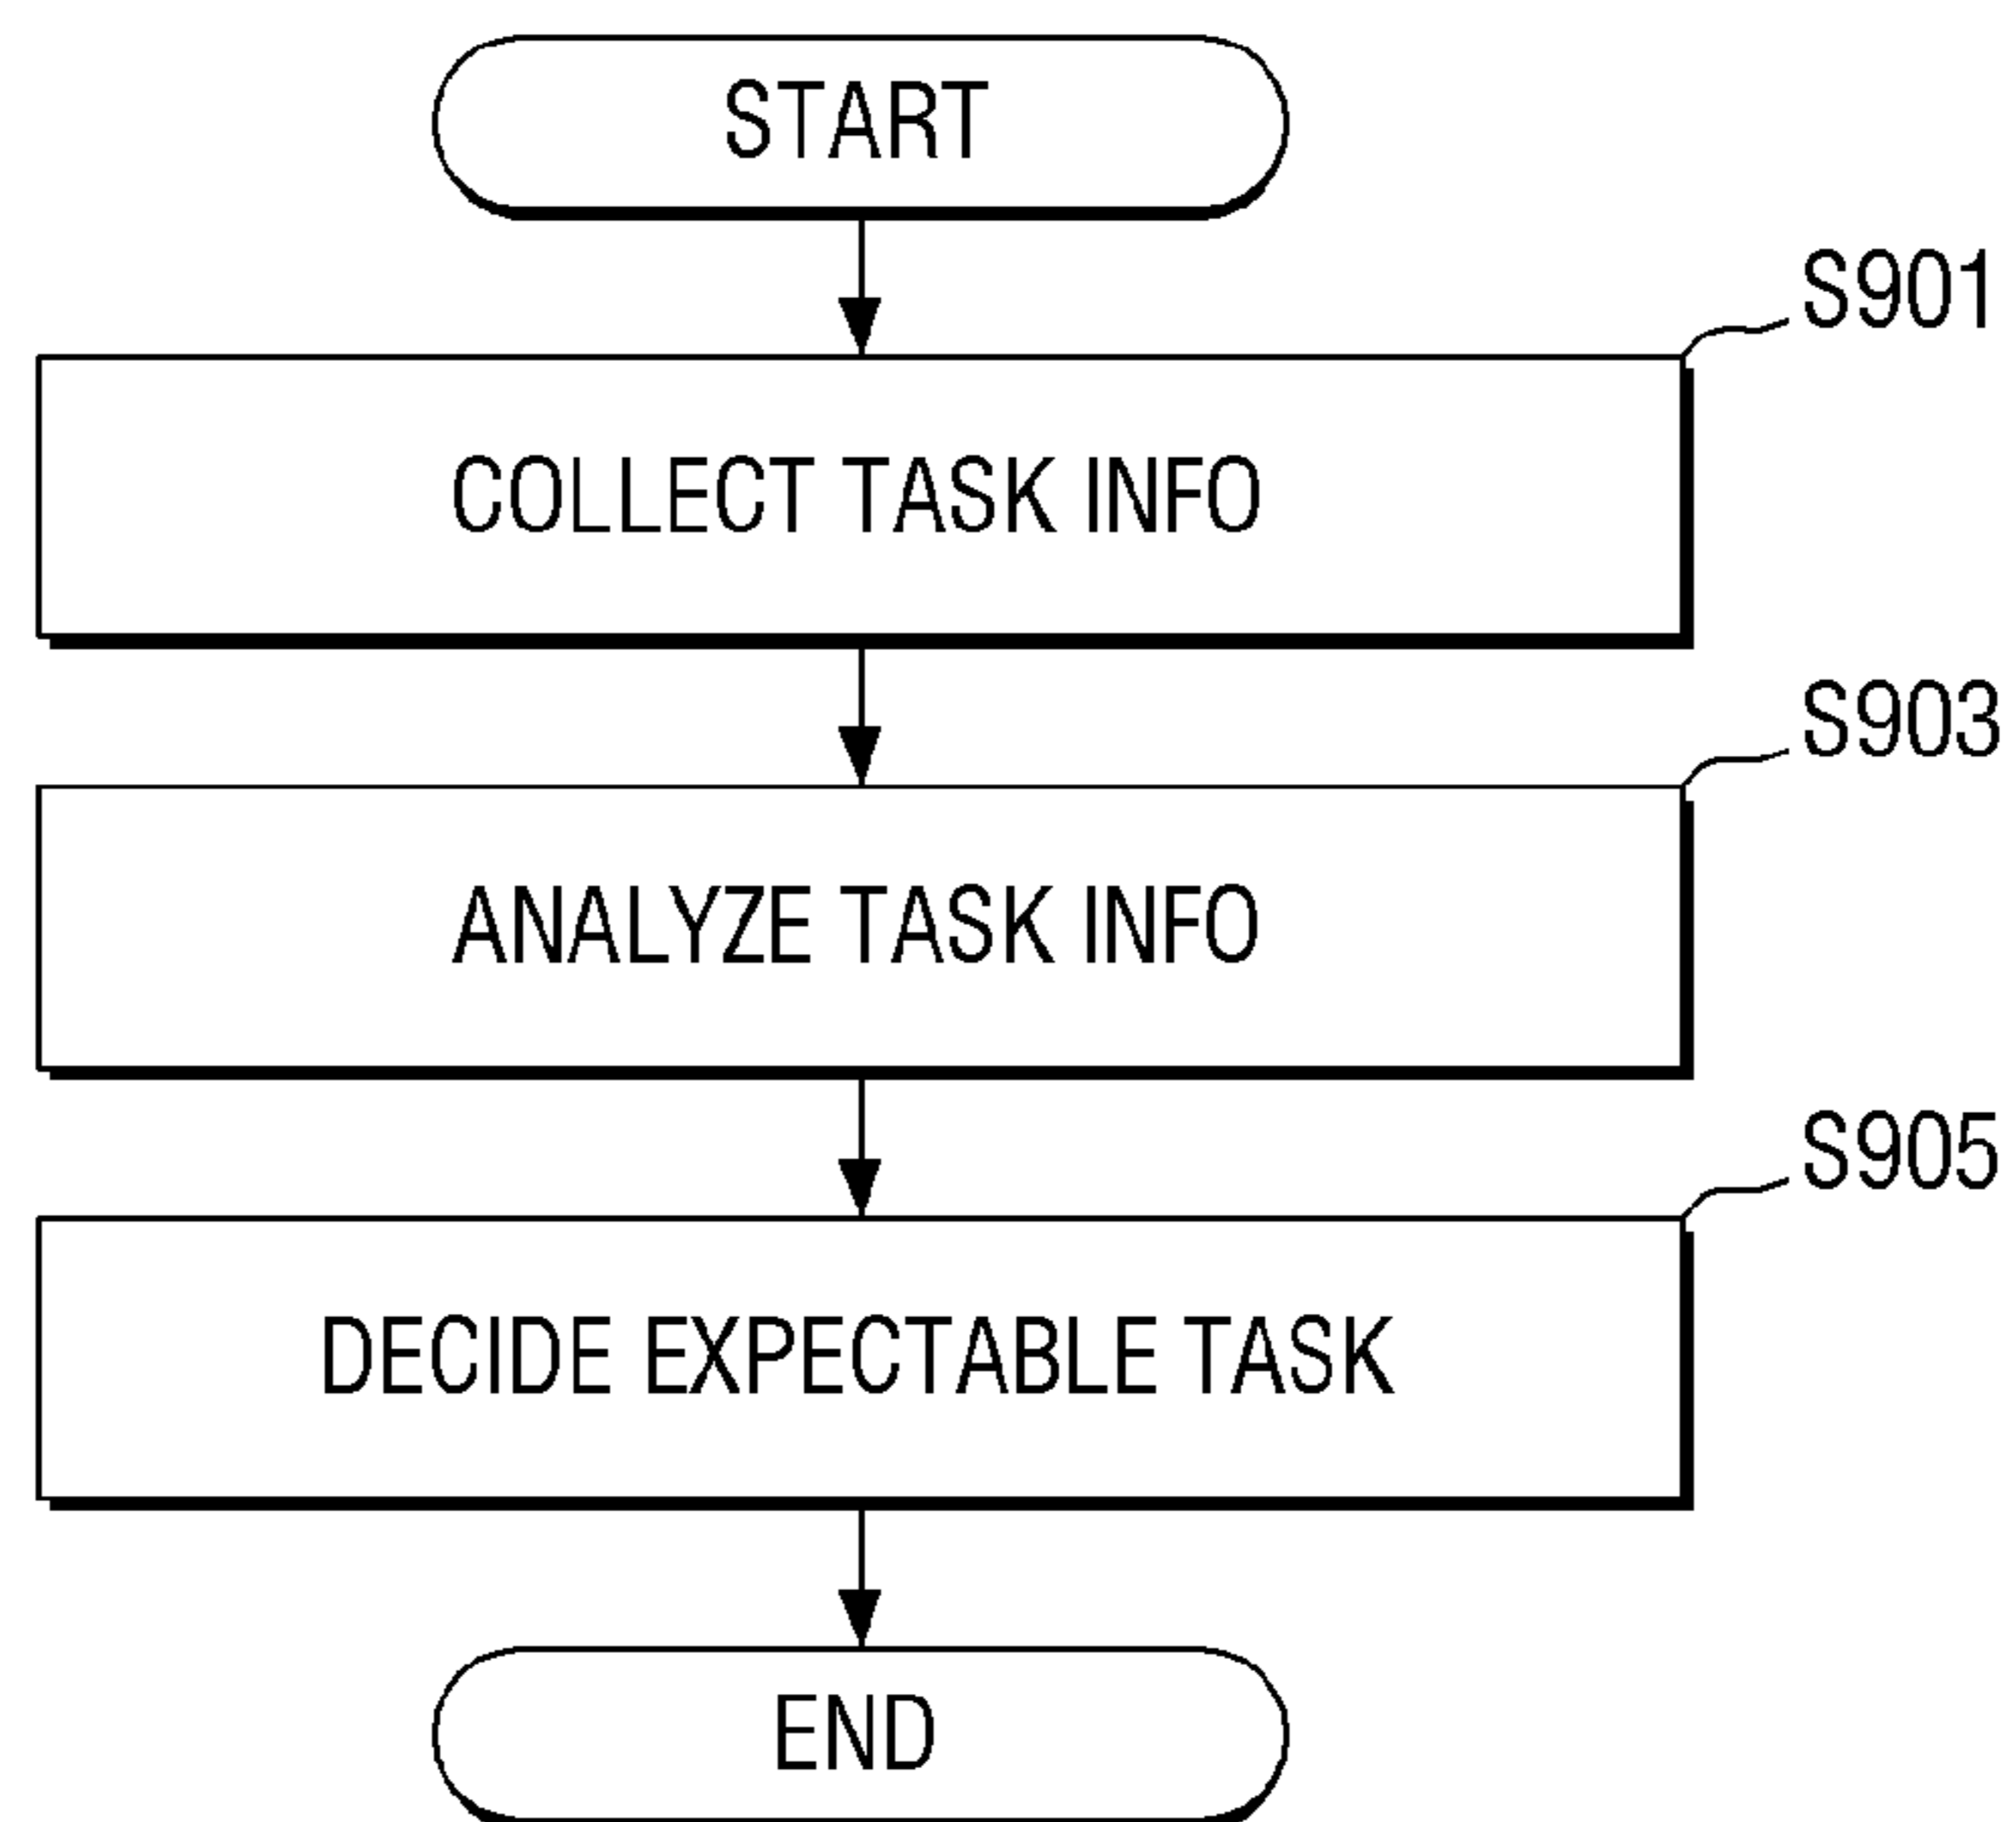 START
S901
COLLECT TASK INFO
S903
ANALYZE TASK INFO
S905
DECIDE EXPECTABLE TASK
END